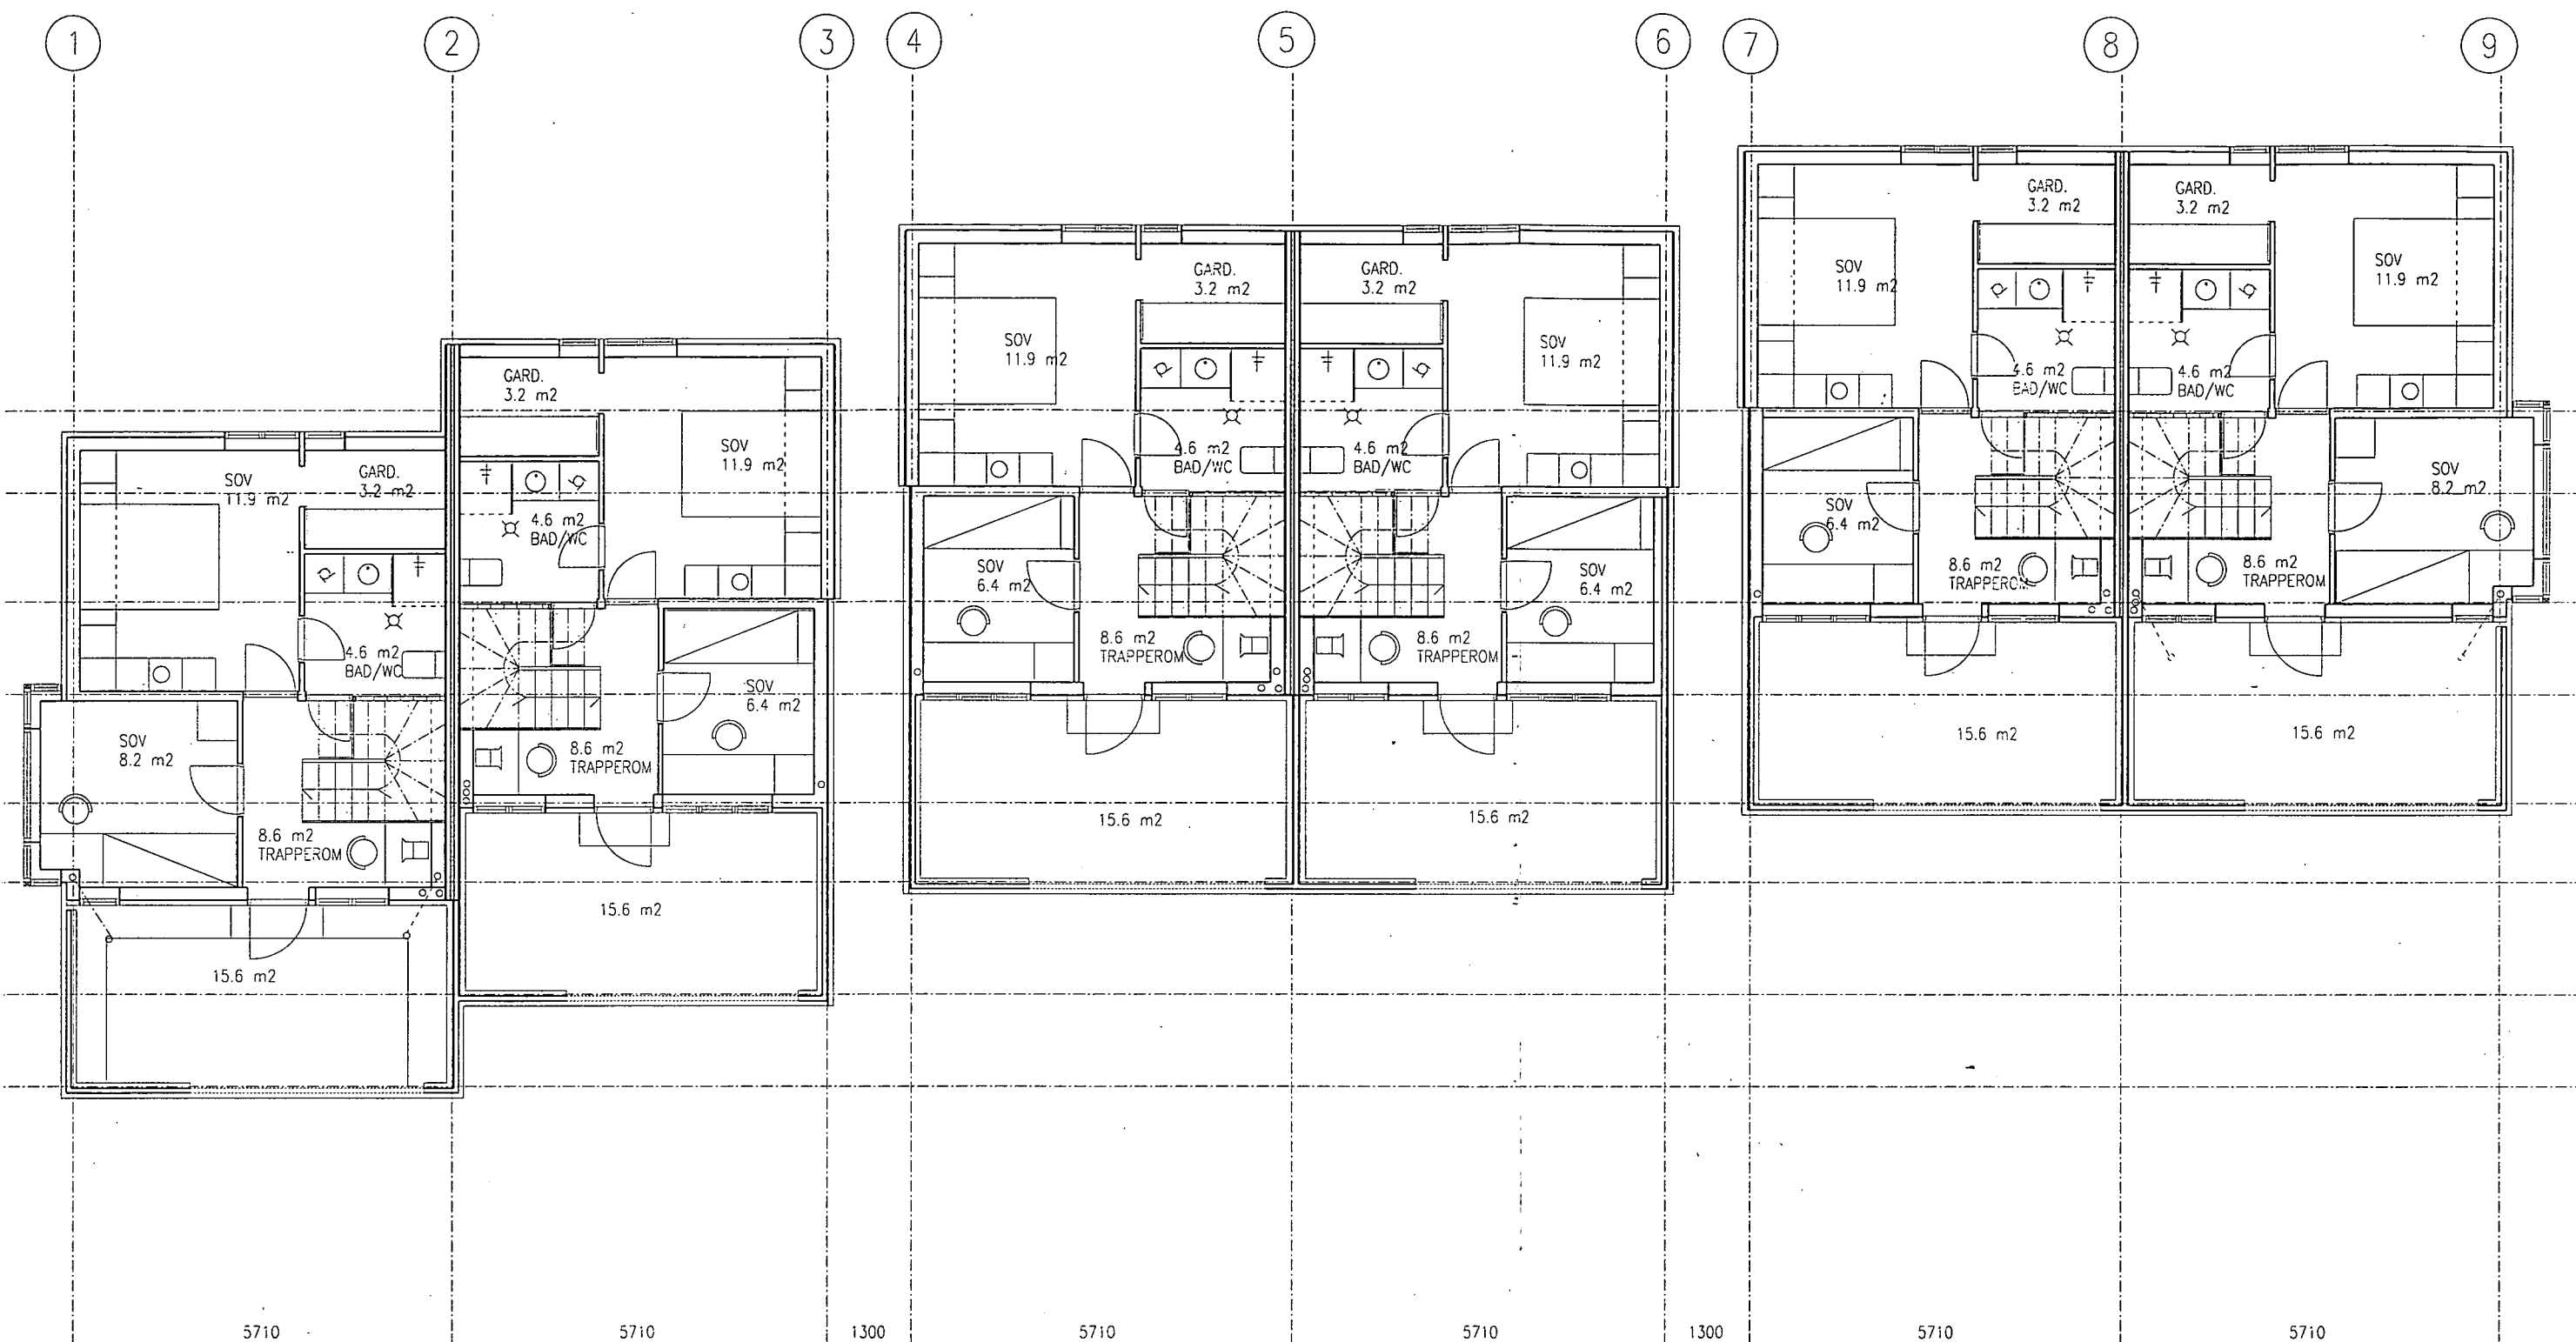 1
2
3
4
5
6
7
8
9
SOV
11.9 m2
GARD.
3.2 m2
4.6 m2
BAD/WC
SOV
8.2 m2
8.6 m2
TRAPPEROM
15.6 m2
GARD.
3.2 m2
SOV
11.9 m2
4.6 m2
BAD/WC
SOV
6.4 m2
8.6 m2
TRAPPEROM
15.6 m2
SOV
11.9 m2
GARD.
3.2 m2
4.6 m2
BAD/WC
SOV
6.4 m2
8.6 m2
TRAPPEROM
15.6 m2
GARD.
3.2 m2
SOV
11.9 m2
4.6 m2
BAD/WC
SOV
6.4 m2
8.6 m2
TRAPPEROM
15.6 m2
SOV
11.9 m2
GARD.
3.2 m2
4.6 m2
BAD/WC
SOV
6.4 m2
8.6 m2
TRAPPEROM
15.6 m2
GARD.
3.2 m2
SOV
11.9 m2
4.6 m2
BAD/WC
SOV
8.2 m2
8.6 m2
TRAPPEROM
15.6 m2
5710
5710
1300
5710
5710
1300
5710
5710